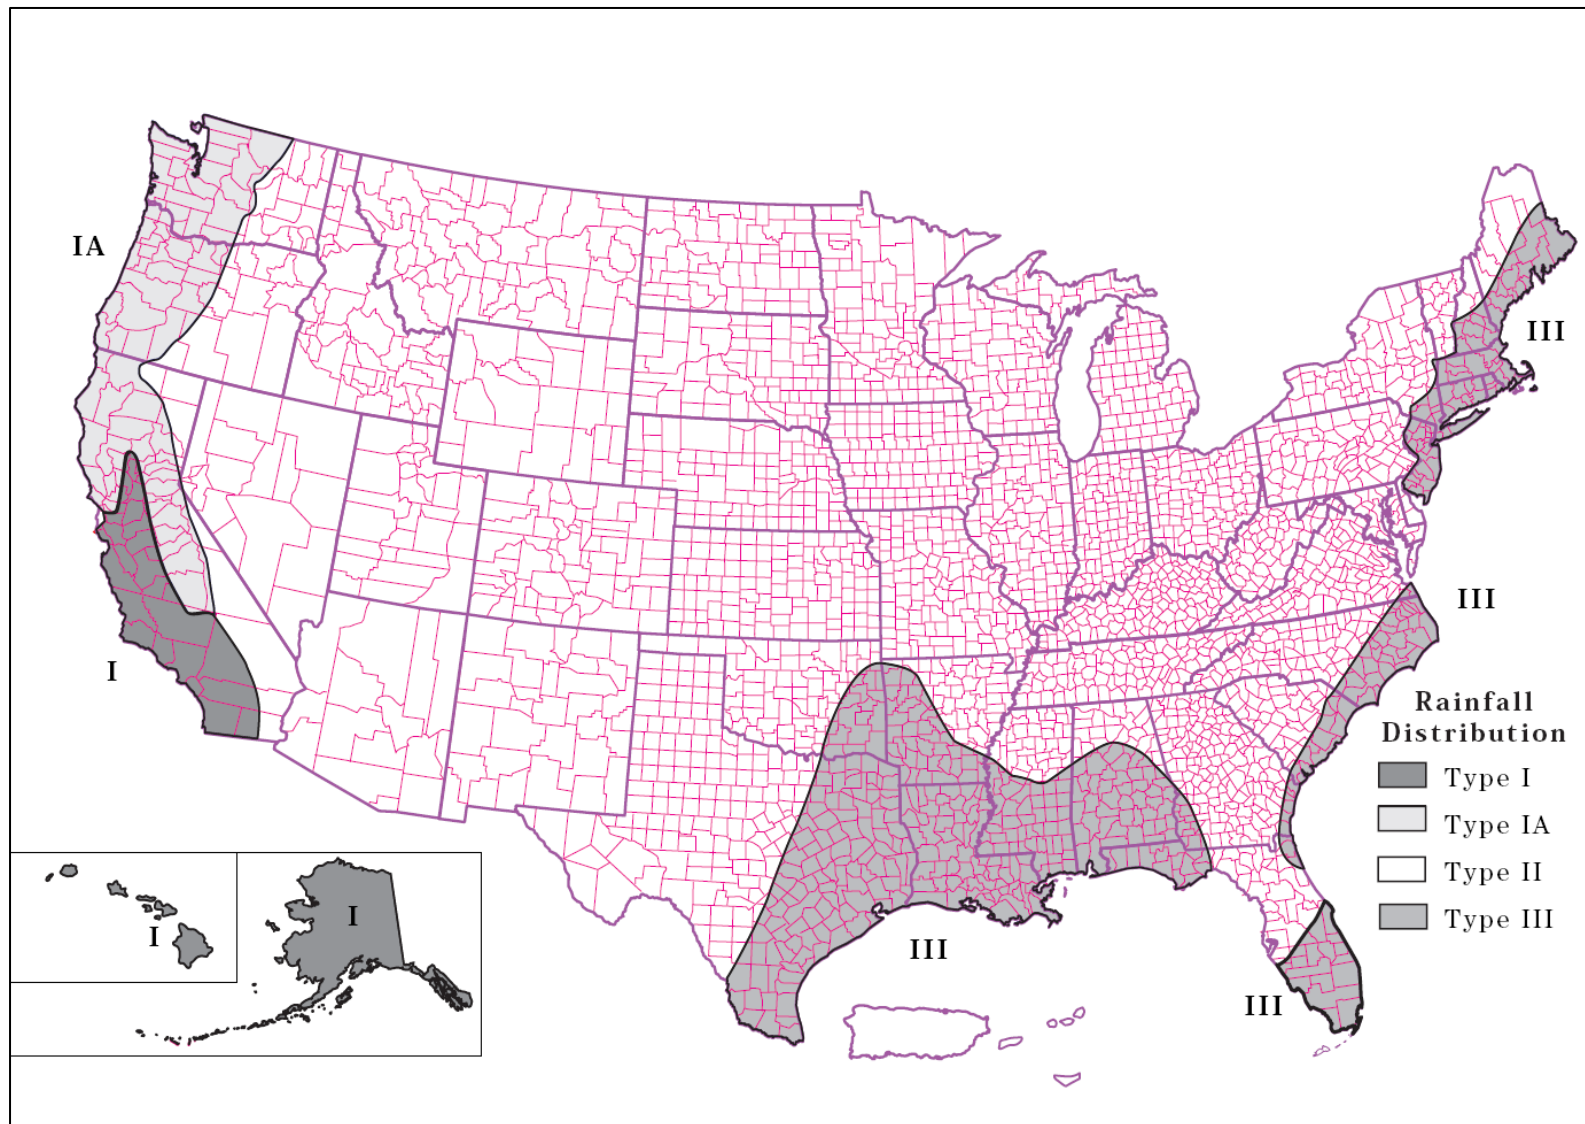 IA
III
III
I
Rainfall
Distribution
Type I
Type IA
Type II
Type III
I
I
III
III